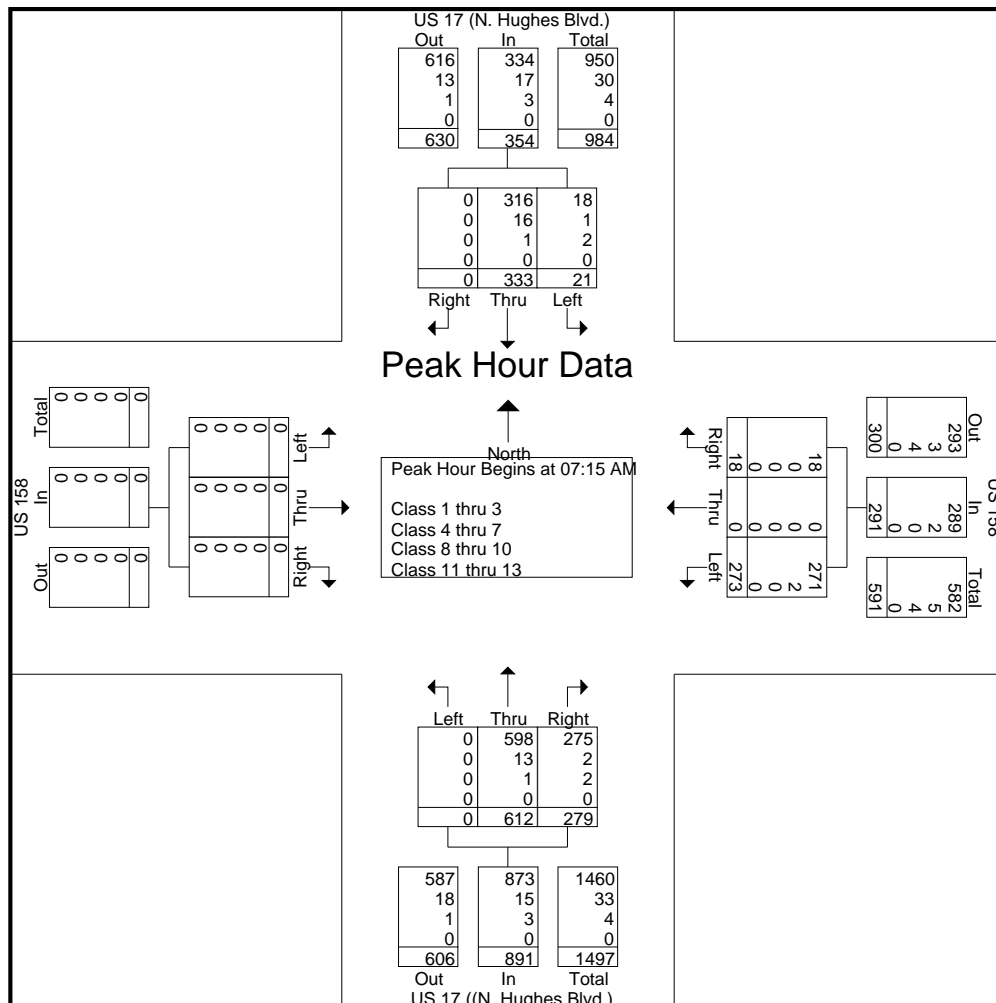 US 17 (N. Hughes Blvd.)
Out In Total
616 334 950
13 17 30
1 3 4
0 0 0
630 354 984
0 316 18
0 16 1
0 1 2
0 0 0
0 333 21
Right Thru Left
Peak Hour Data
North
Peak Hour Begins at 07:15 AM
Class 1 thru 3
Class 4 thru 7
Class 8 thru 10
Class 11 thru 13
US 158
Out In Total
0 0 0
0 0 0
0 0 0
0 0 0
0 0 0
Right Thru Left
0 0 0
0 0 0
0 0 0
0 0 0
0 0 0
US 158
Out In Total
293 289 582
3 2 5
4 0 4
0 0 0
300 291 591
18 0 271
0 0 2
0 0 0
0 0 0
18 0 273
Right Thru Left
Left Thru Right
0 598 275
0 13 2
0 1 2
0 0 0
0 612 279
587 873 1460
18 15 33
1 3 4
0 0 0
606 891 1497
Out In Total
US 17 ((N. Hughes Blvd.)